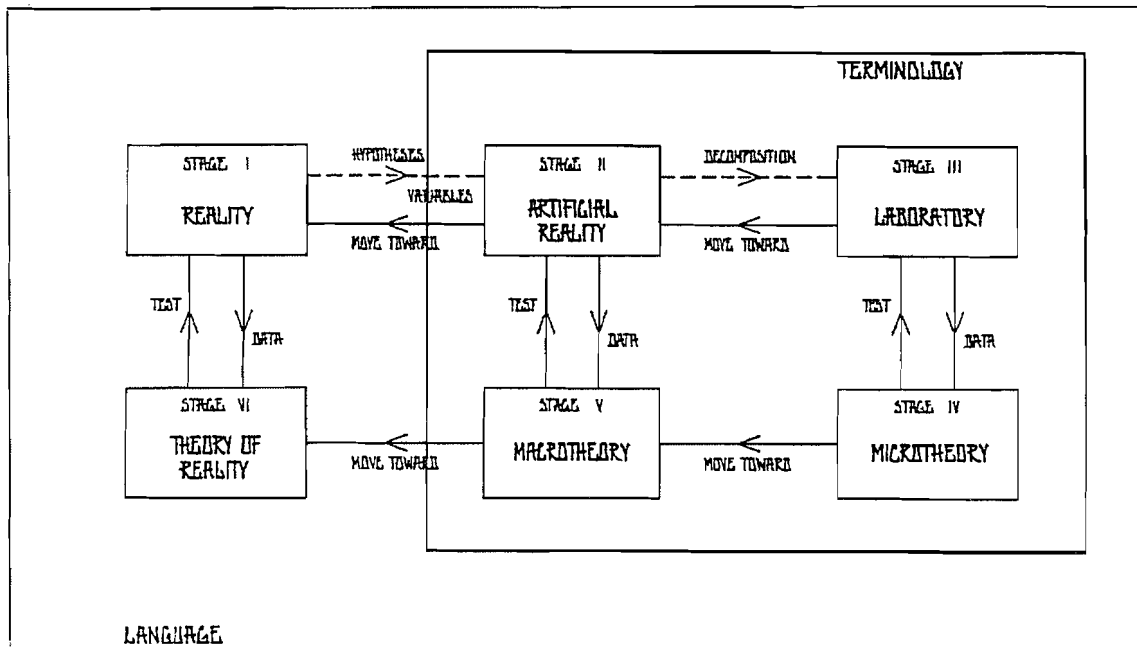 TERMINOLOGY
STAGE I
REALITY
HYPOTHESES
VARIABLES
MOVE TOWARD
STAGE II
ARTIFICIAL
REALITY
DECOMPOSITION
MOVE TOWARD
STAGE III
LABORATORY
TEST
DATA
TEST
DATA
TEST
DATA
STAGE VI
THEORY OF
REALITY
MOVE TOWARD
STAGE V
MACROTHEORY
MOVE TOWARD
STAGE IV
MICROTHEORY
LANGUAGE